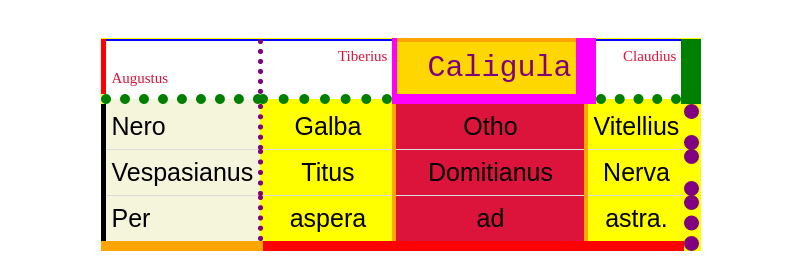 Augustus Tiberius Caligula Claudius
Nero Galba Otho Vitellius
Vespasianus Titus Domitianus Nerva
Per aspera ad astra.